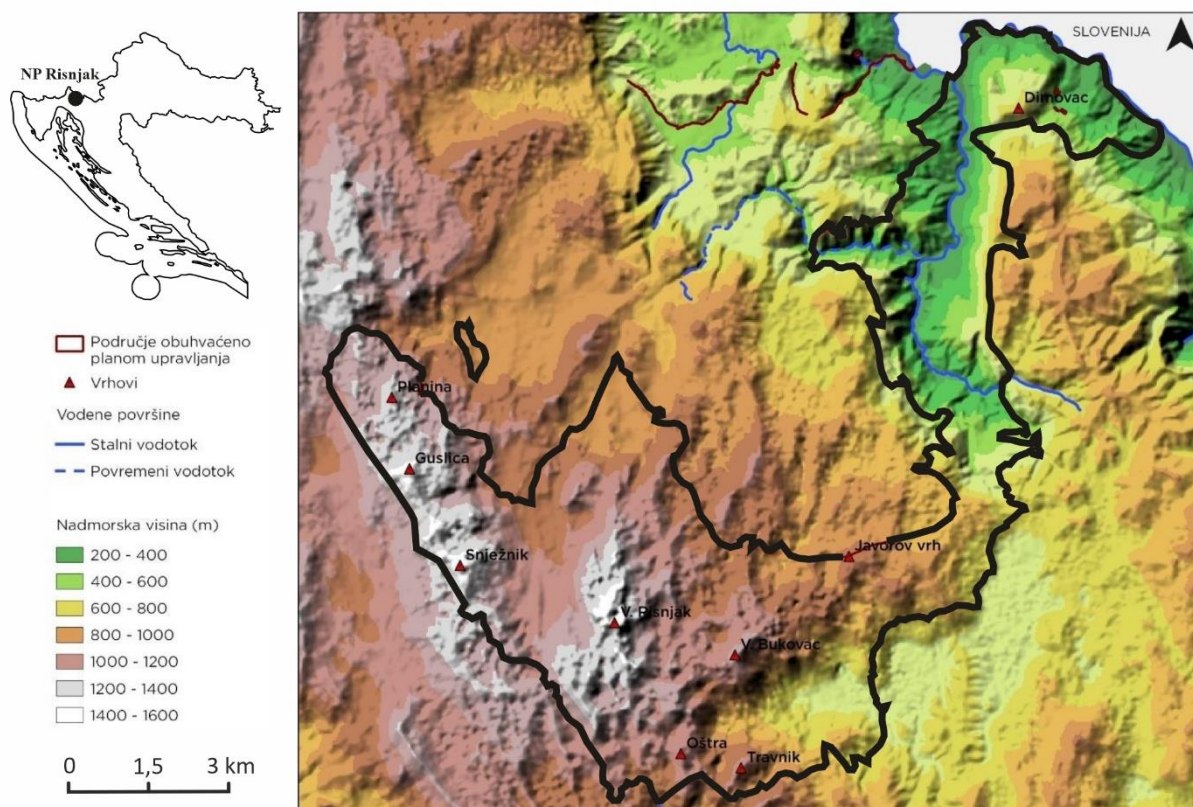 NP Risnjak
Područje obuhvaćeno
planom upravljanja
Vrhovi
Vodene površine
Stalni vodotok
Povremeni vodotok
Nadmorska visina (m)
200 - 400
400 - 600
600 - 800
800 - 1000
1000 - 1200
1200 - 1400
1400 - 1600
0 1,5 3 km
SLOVENIJA
Dimovac
Planina
Guslica
Snježnik
Javorov vrh
V. Risnjak
V. Bukovac
Oštra
Travnik